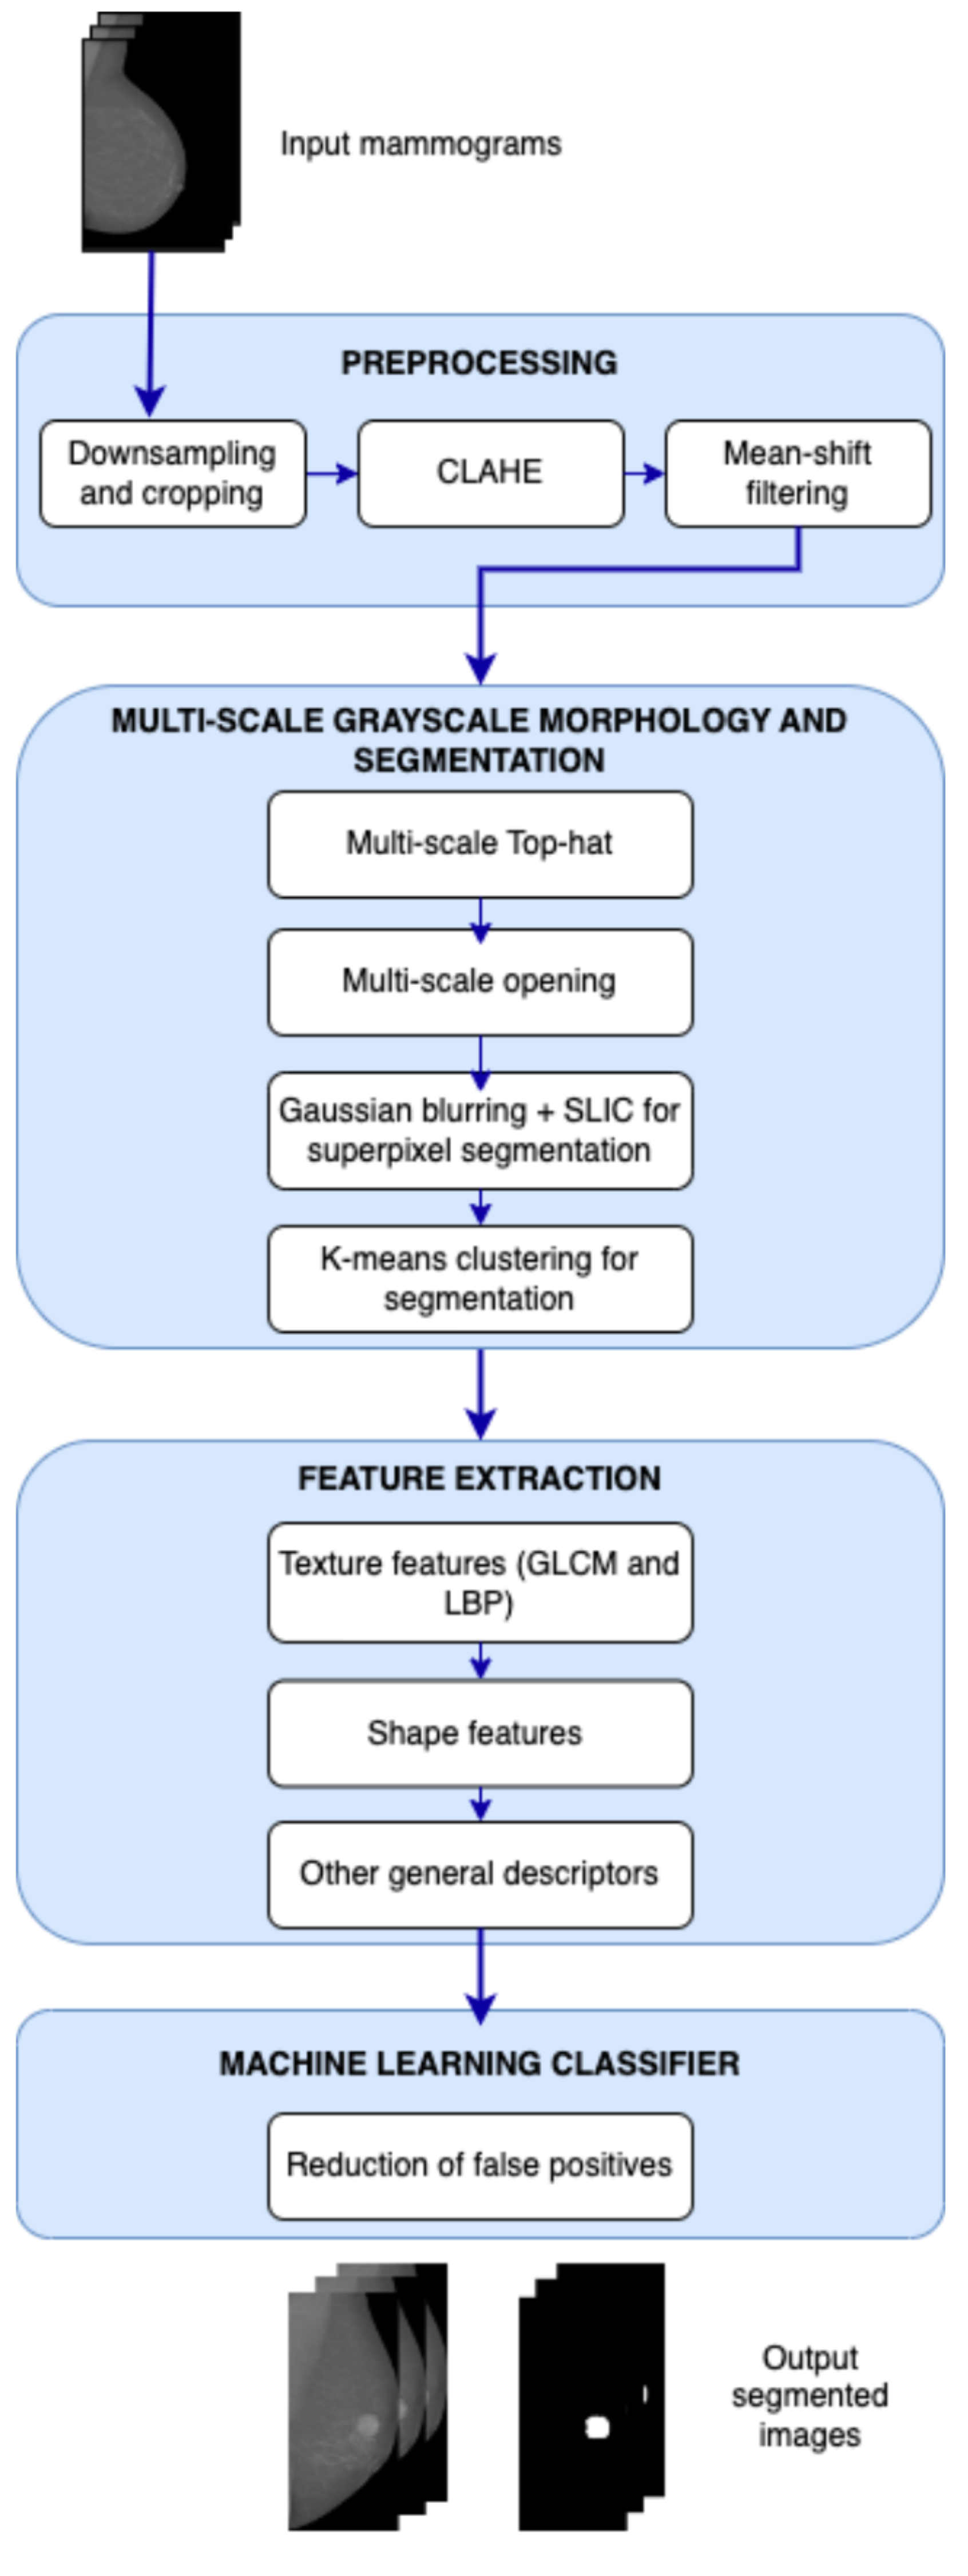 Input mammograms
PREPROCESSING
Downsampling
and cropping
CLAHE
Mean-shift
filtering
MULTI-SCALE GRAYSCALE MORPHOLOGY AND
SEGMENTATION
Multi-scale Top-hat
Multi-scale opening
Gaussian blurring + SLIC for
superpixel segmentation
K-means clustering for
segmentation
FEATURE EXTRACTION
Texture features (GLCM and
LBP)
Shape features
Other general descriptors
MACHINE LEARNING CLASSIFIER
Reduction of false positives
Output
segmented
images